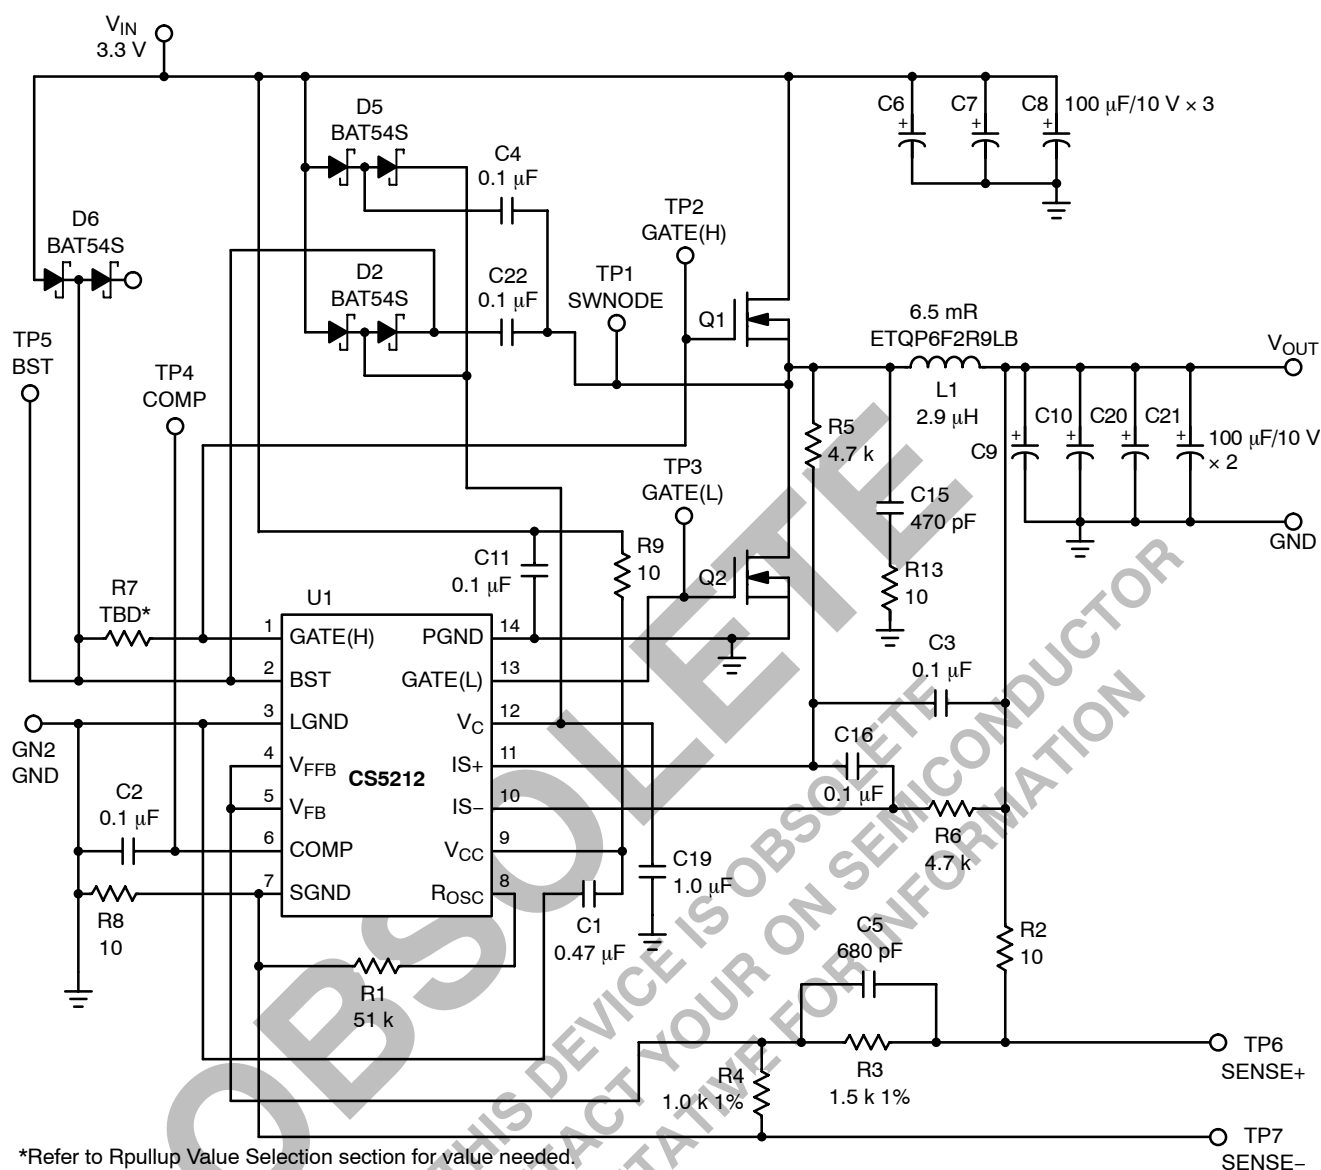 V_IN
3.3 V
D5
BAT54S
C4
0.1 µF
C6
C7
C8
100 µF/10 V × 3
+
+
+
D6
BAT54S
TP2
GATE(H)
D2
BAT54S
C22
0.1 µF
TP1
SWNODE
Q1
6.5 mR
ETQP6F2R9LB
L1
2.9 µH
V_OUT
TP5
BST
TP4
COMP
R5
4.7 k
C9
C10
C20
C21
+
+
+
+
100 µF/10 V
× 2
TP3
GATE(L)
C15
470 pF
GND
C11
0.1 µF
R9
10
Q2
R13
10
R7
TBD*
U1
1
GATE(H)
PGND
14
2
BST
GATE(L)
13
3
LGND
V_C
12
4
V_FFB
IS+
11
CS5212
5
V_FB
IS−
10
6
COMP
V_CC
9
7
SGND
R_OSC
8
GN2
GND
C3
0.1 µF
C16
0.1 µF
R6
4.7 k
C2
0.1 µF
C19
1.0 µF
R8
10
C1
0.47 µF
R1
51 k
C5
680 pF
R2
10
R4
1.0 k 1%
R3
1.5 k 1%
TP6
SENSE+
TP7
SENSE−
*Refer to Rpullup Value Selection section for value needed.
OBSOLETE
THIS DEVICE IS OBSOLETE
CONTACT YOUR ON SEMICONDUCTOR
FOR INFORMATION